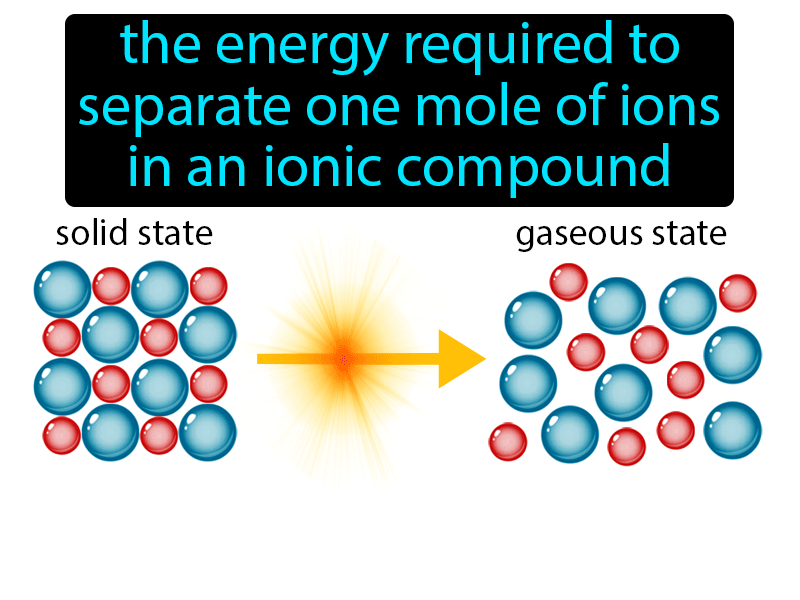 the energy required to
separate one mole of ions
in an ionic compound
solid state
gaseous state